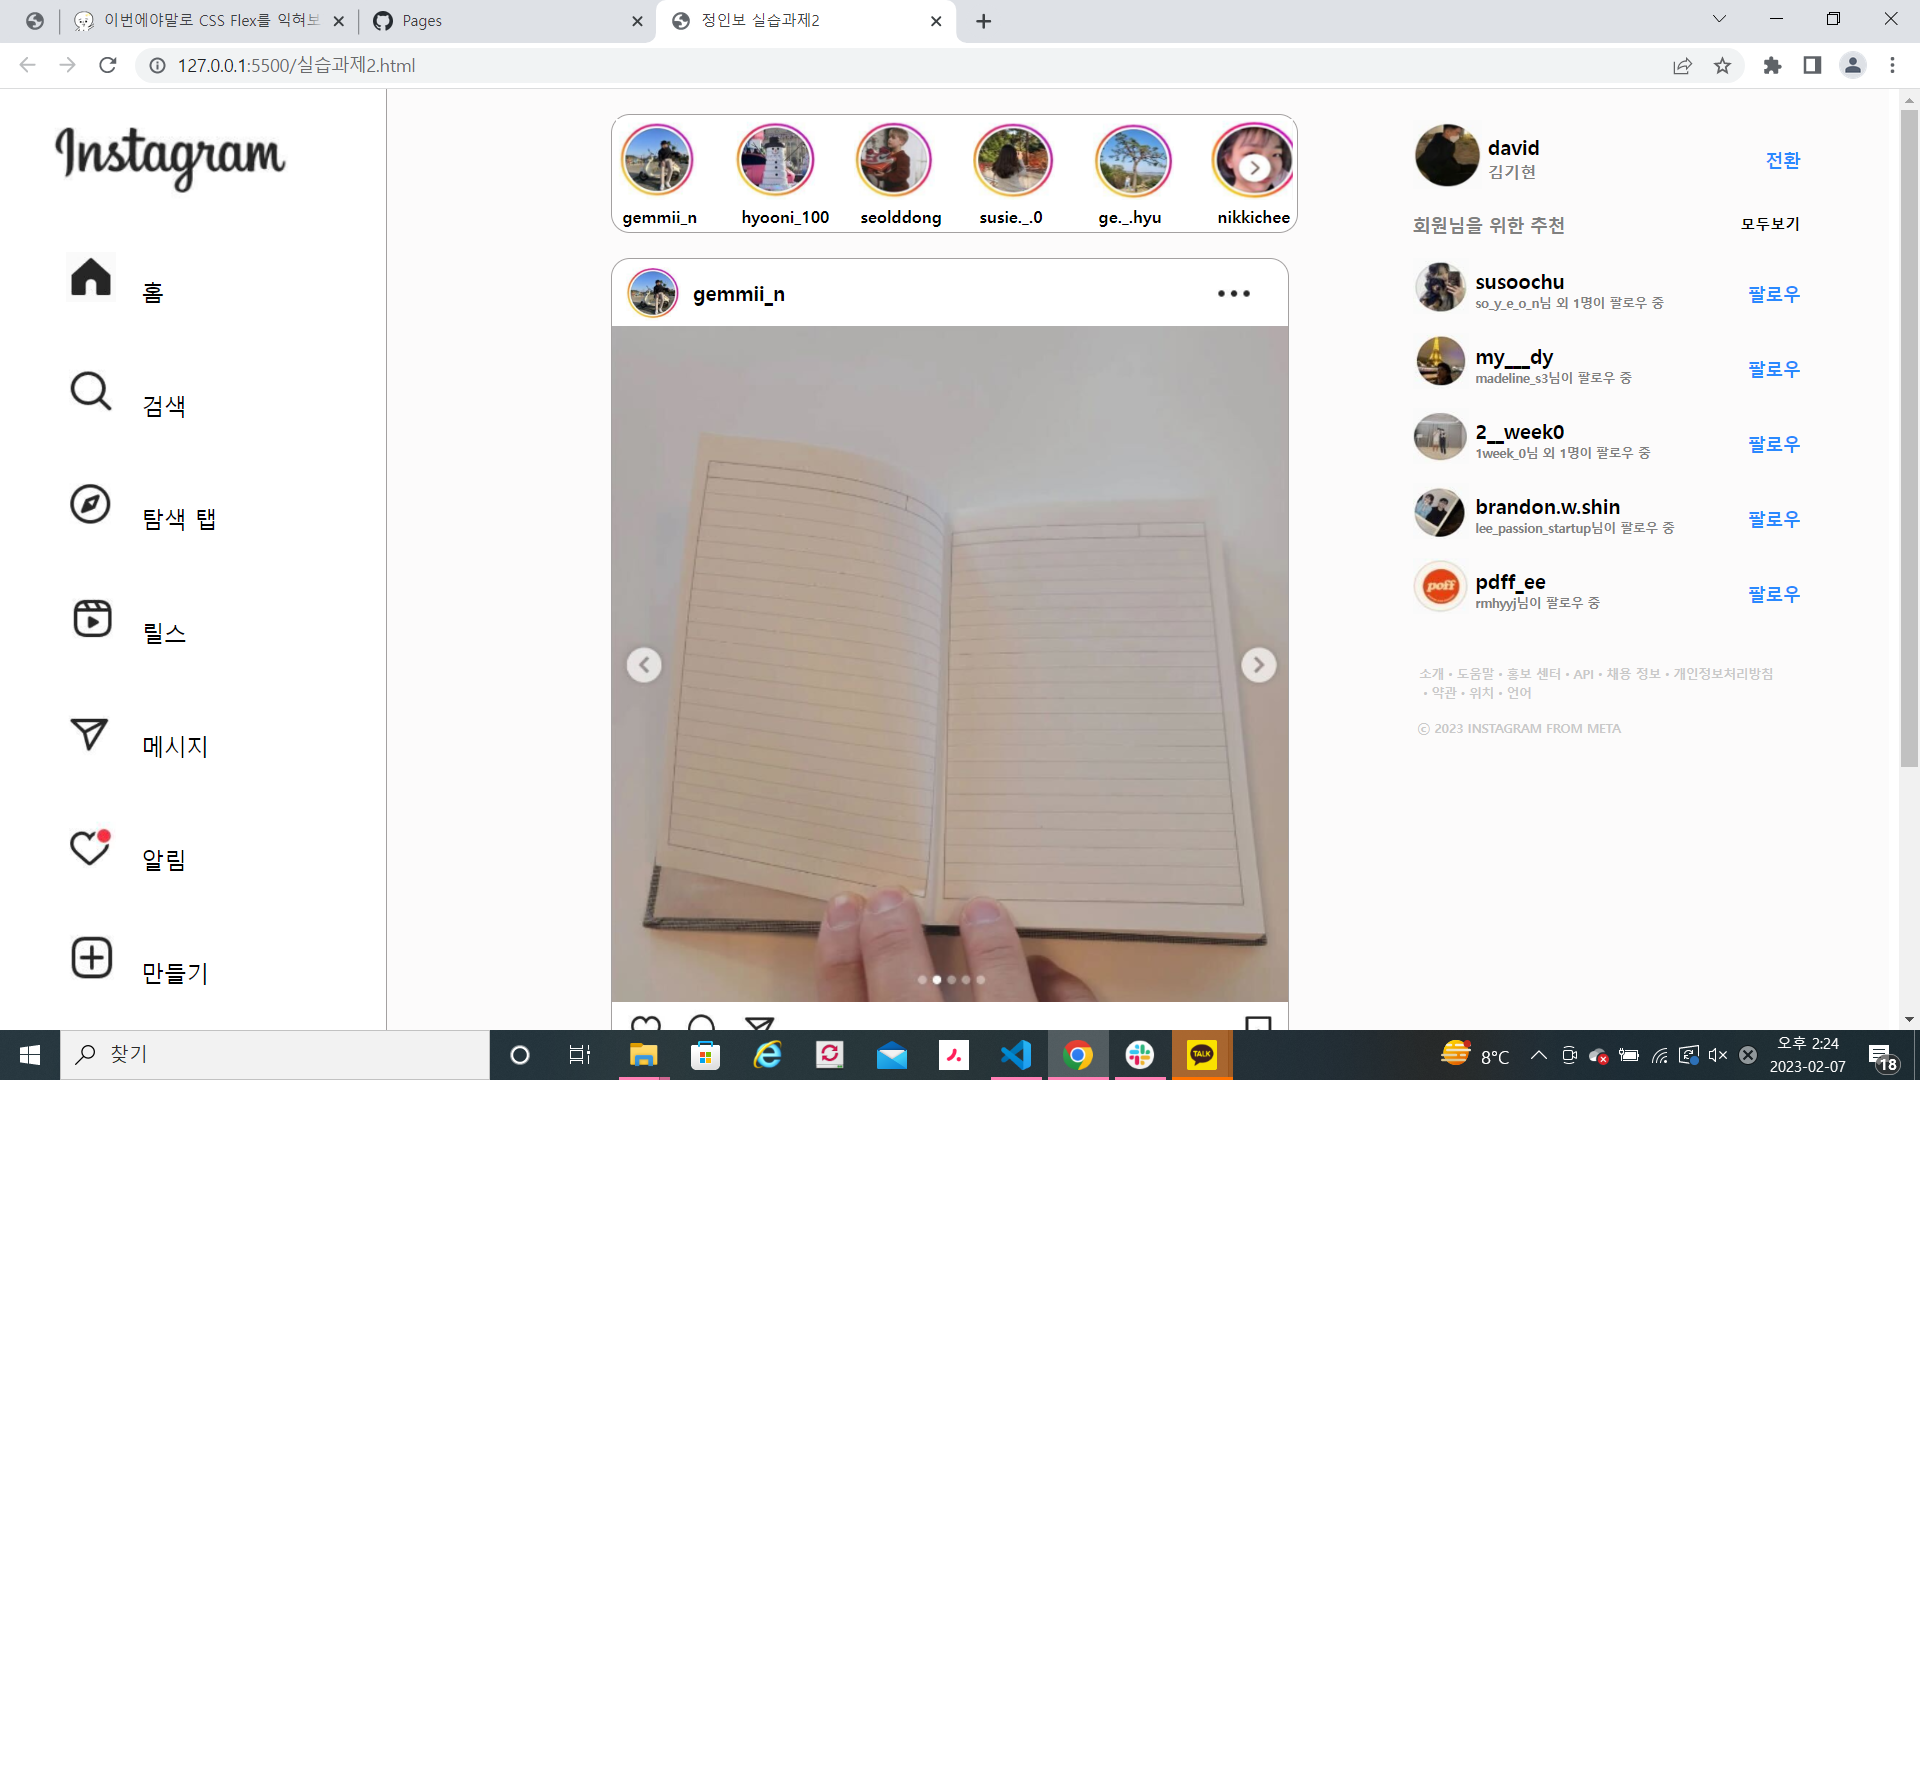 이번에야말로 CSS Flex를 익혀보
Pages
정인보 실습과제2
127.0.0.1:5500/실습과제2.html
Instagram
홈
검색
탐색 탭
릴스
메시지
알림
만들기
gemmii_n
hyooni_100
seolddong
susie._.0
ge._.hyu
nikkichee
gemmii_n
david
김기현
전환
회원님을 위한 추천
모두보기
susoochu
so_y_e_o_n님 외 1명이 팔로우 중
팔로우
my___dy
madeline_s3님이 팔로우 중
팔로우
2__week0
1week_0님 외 1명이 팔로우 중
팔로우
brandon.w.shin
lee_passion_startup님이 팔로우 중
팔로우
poff
pdff_ee
rmhyyj님이 팔로우 중
팔로우
소개 • 도움말 • 홍보 센터 • API • 채용 정보 • 개인정보처리방침
• 약관 • 위치 • 언어
ⓒ 2023 INSTAGRAM FROM META
찾기
TALK
8°C
오후 2:24
2023-02-07
18